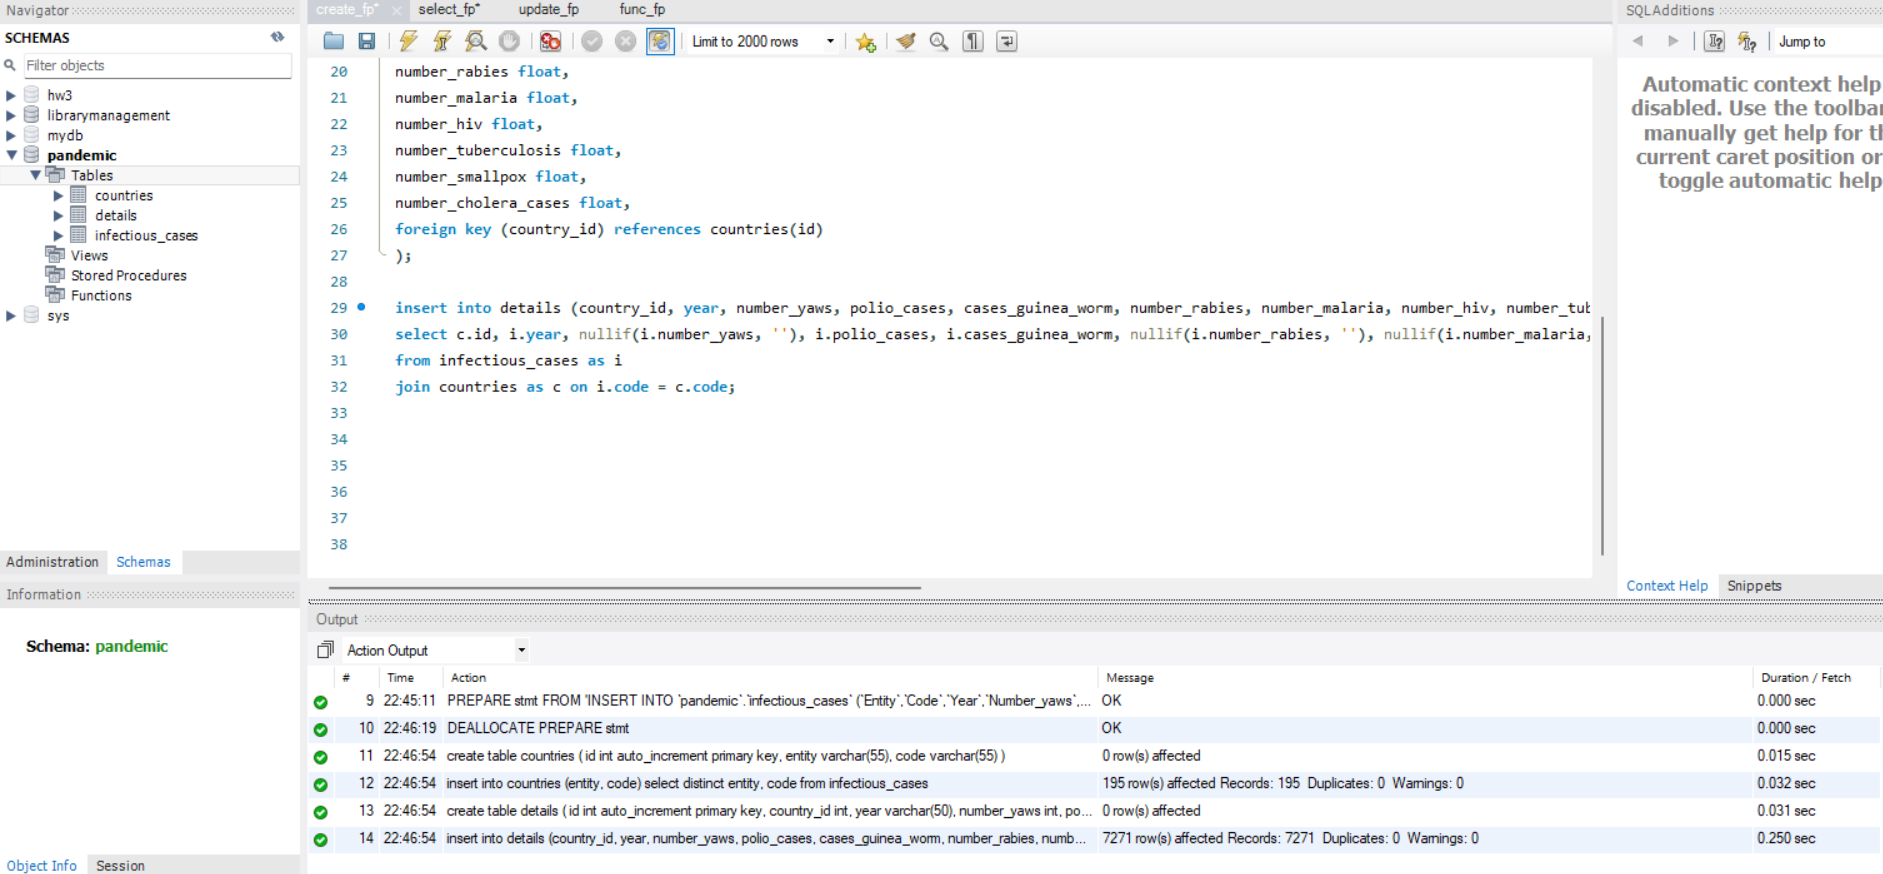 Navigator
SCHEMAS
Filter objects
hw3
librarymanagement
mydb
pandemic
Tables
countries
details
infectious_cases
Views
Stored Procedures
Functions
sys
Administration Schemas
Information
Schema: pandemic
Object Info Session
create_fp* select_fp* update_fp func_fp
Limit to 2000 rows
20 number_rabies float,
21 number_malaria float,
22 number_hiv float,
23 number_tuberculosis float,
24 number_smallpox float,
25 number_cholera_cases float,
26 foreign key (country_id) references countries(id)
27 );
28
29 insert into details (country_id, year, number_yaws, polio_cases, cases_guinea_worm, number_rabies, number_malaria, number_hiv, number_tub
30 select c.id, i.year, nullif(i.number_yaws, ''), i.polio_cases, i.cases_guinea_worm, nullif(i.number_rabies, ''), nullif(i.number_malaria,
31 from infectious_cases as i
32 join countries as c on i.code = c.code;
33
34
35
36
37
38
SQLAdditions
Jump to
Automatic context help
disabled. Use the toolbar
manually get help for th
current caret position or
toggle automatic help
Context Help Snippets
Output
Action Output
# Time Action Message Duration / Fetch
9 22:45:11 PREPARE stmt FROM 'INSERT INTO `pandemic`.`infectious_cases` (`Entity`,`Code`,`Year`,`Number_yaws`,... OK 0.000 sec
10 22:46:19 DEALLOCATE PREPARE stmt OK 0.000 sec
11 22:46:54 create table countries ( id int auto_increment primary key, entity varchar(55), code varchar(55) ) 0 row(s) affected 0.015 sec
12 22:46:54 insert into countries (entity, code) select distinct entity, code from infectious_cases 195 row(s) affected Records: 195 Duplicates: 0 Warnings: 0 0.032 sec
13 22:46:54 create table details ( id int auto_increment primary key, country_id int, year varchar(50), number_yaws int, po... 0 row(s) affected 0.031 sec
14 22:46:54 insert into details (country_id, year, number_yaws, polio_cases, cases_guinea_worm, number_rabies, numb... 7271 row(s) affected Records: 7271 Duplicates: 0 Warnings: 0 0.250 sec